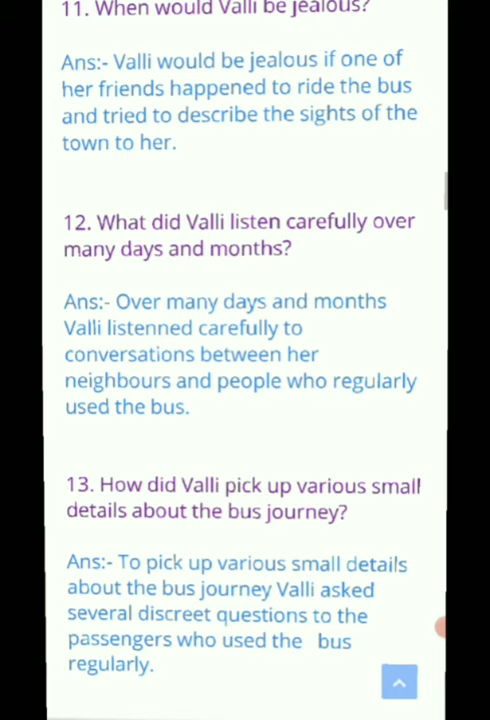 11. When would Valli be jealous?
Ans:- Valli would be jealous if one of
her friends happened to ride the bus
and tried to describe the sights of the
town to her.
12. What did Valli listen carefully over
many days and months?
Ans:- Over many days and months
Valli listenned carefully to
conversations between her
neighbours and people who regularly
used the bus.
13. How did Valli pick up various small
details about the bus journey?
Ans:- To pick up various small details
about the bus journey Valli asked
several discreet questions to the
passengers who used the bus
regularly.